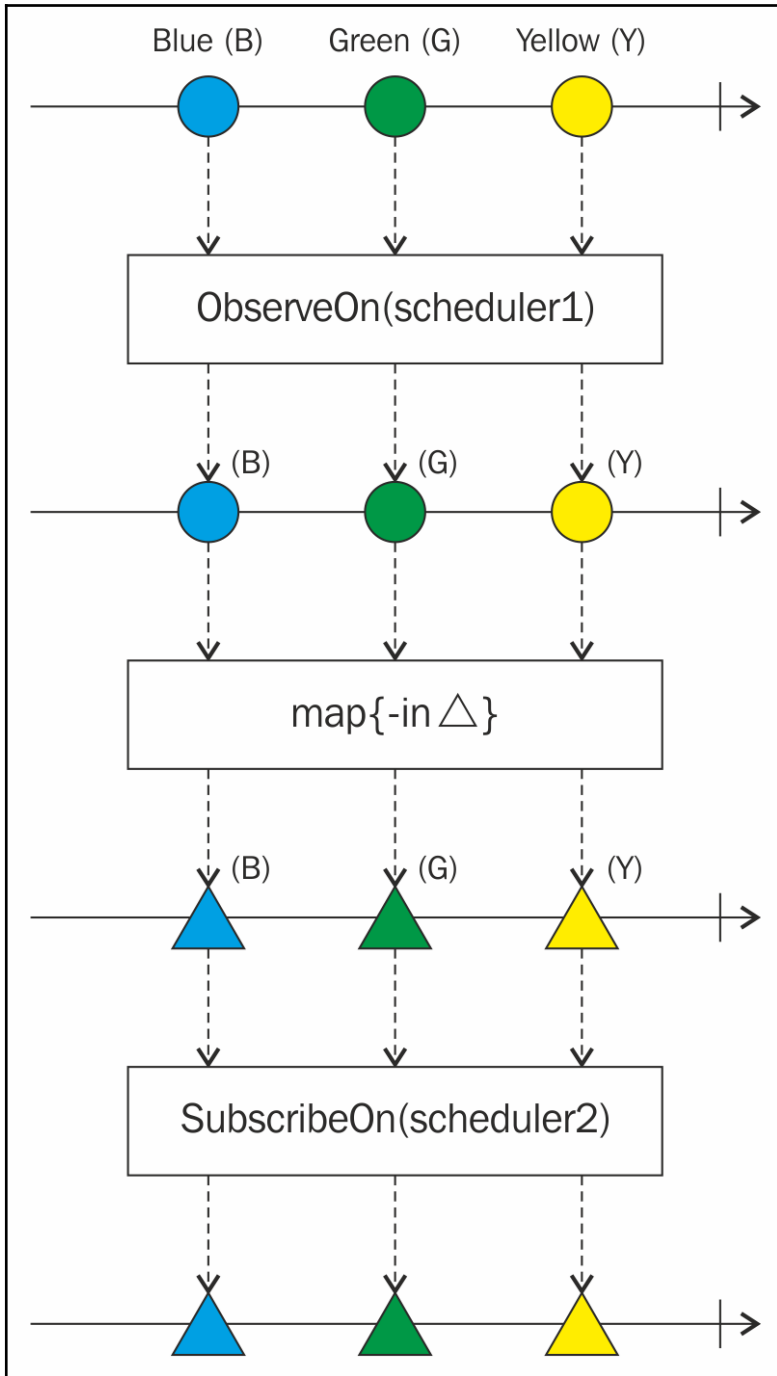 Blue (B) Green (G) Yellow (Y)
ObserveOn(scheduler1)
(B) (G) (Y)
map{-in △}
(B) (G) (Y)
SubscribeOn(scheduler2)